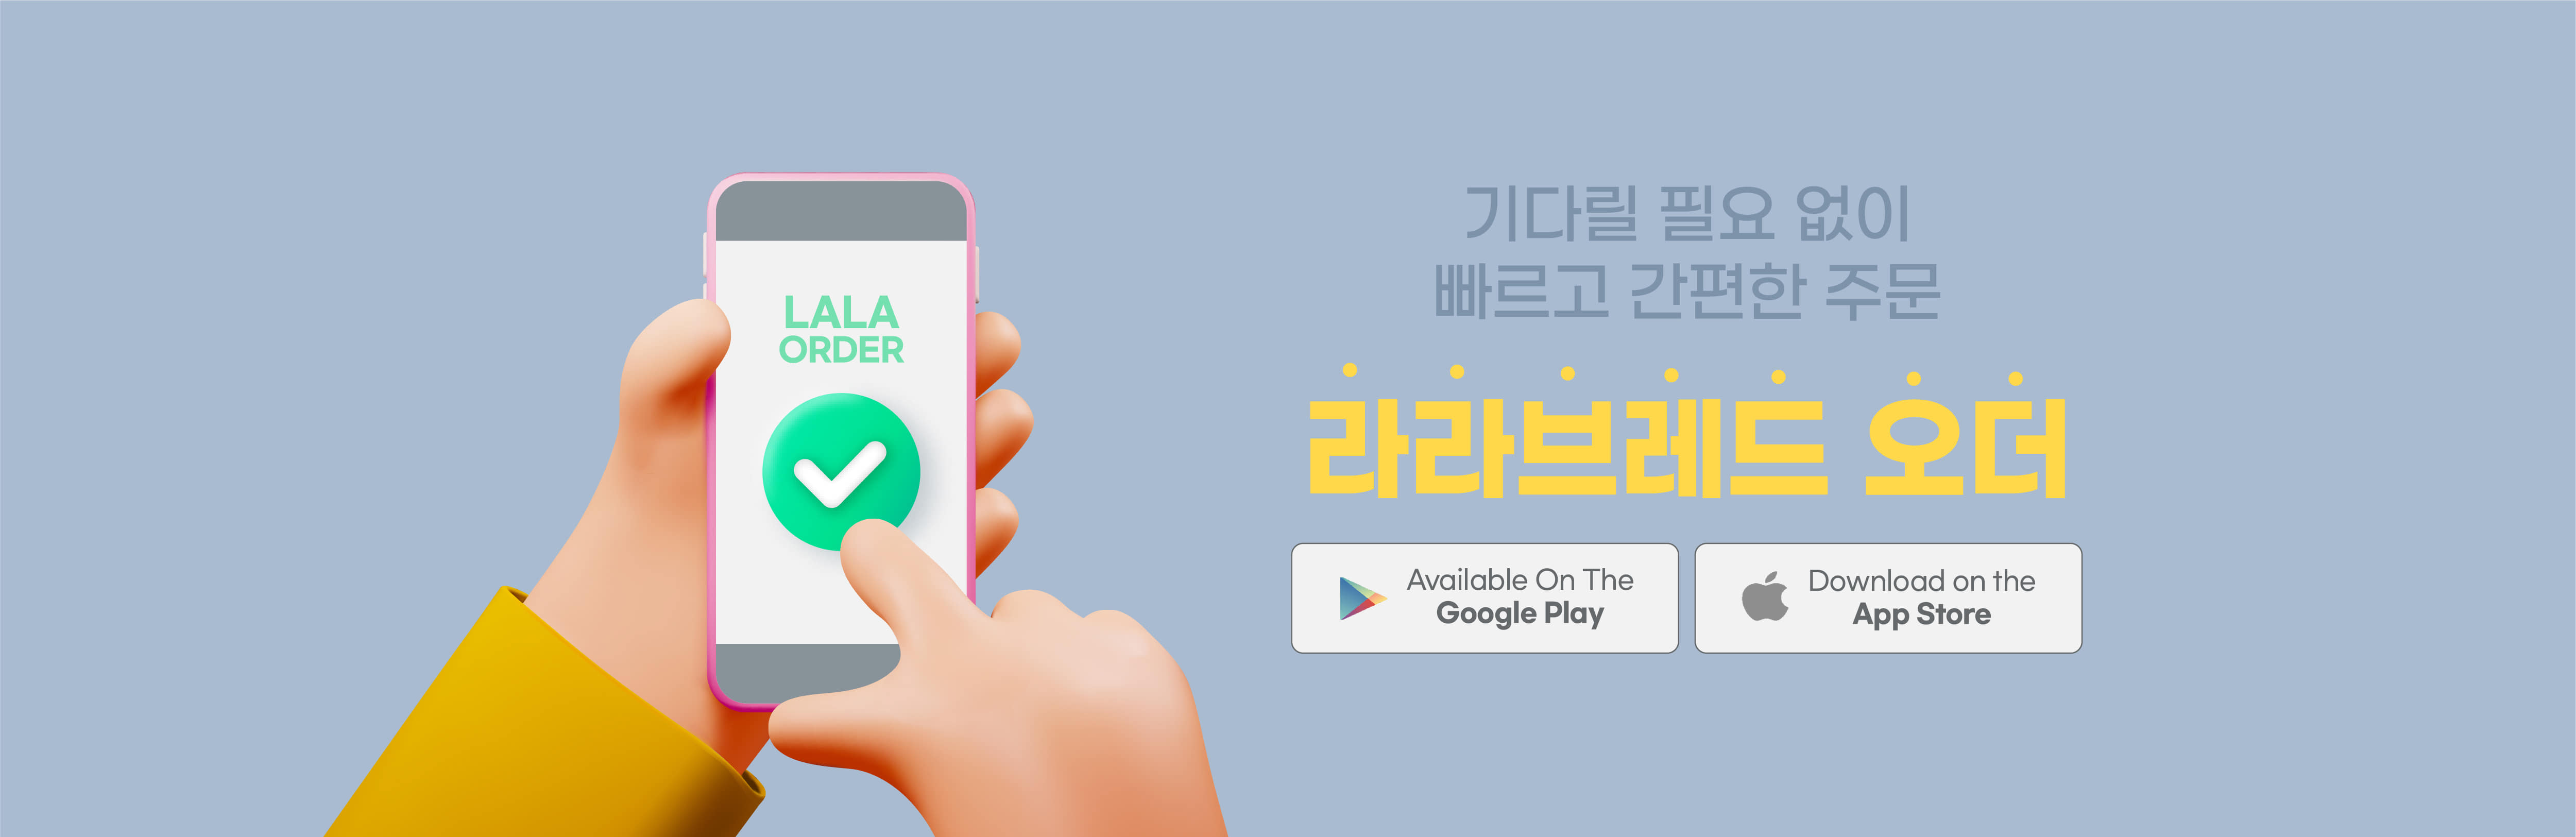 LALA
ORDER
기다릴 필요 없이
빠르고 간편한 주문
라라브레드 오더
Available On The
Google Play
Download on the
App Store